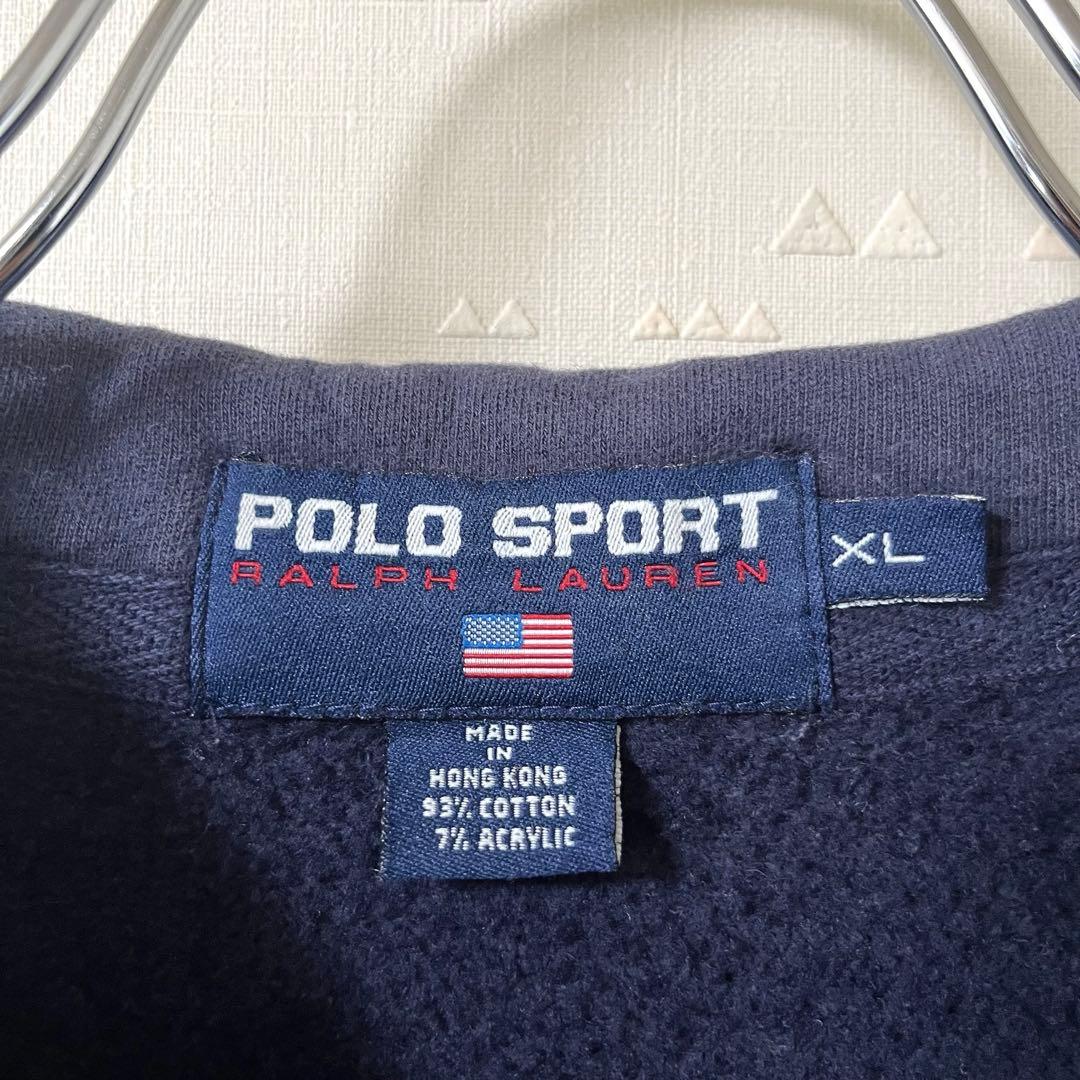 POLO SPORT
RALPH LAUREN
XL
MADE
IN
HONG KONG
93% COTTON
7% ACRYLIC